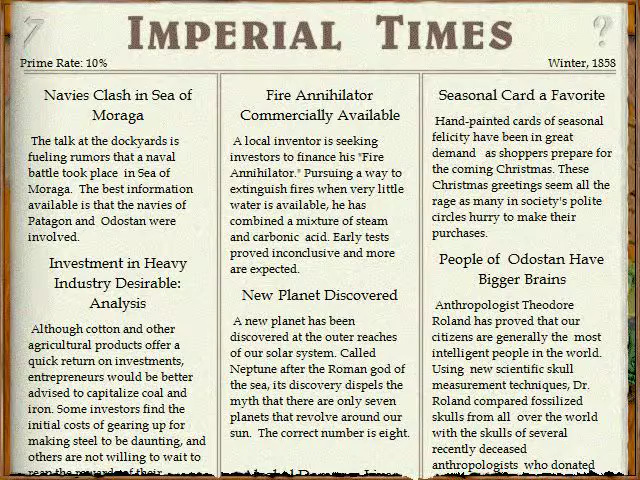 IMPERIAL TIMES
Prime Rate: 10%
Winter, 1858
Navies Clash in Sea of
Moraga
The talk at the dockyards is
fueling rumors that a naval
battle took place in Sea of
Moraga. The best information
available is that the navies of
Patagon and Odostan were
involved.
Investment in Heavy
Industry Desirable:
Analysis
Although cotton and other
agricultural products offer a
quick return on investments,
entrepreneurs would be better
advised to capitalize coal and
iron. Some investors find the
initial costs of gearing up for
making steel to be daunting, and
others are not willing to wait to
reap the rewards of their
Fire Annihilator
Commercially Available
A local inventor is seeking
investors to finance his "Fire
Annihilator." Pursuing a way to
extinguish fires when very little
water is available, he has
combined a mixture of steam
and carbonic acid. Early tests
proved inconclusive and more
are expected.
New Planet Discovered
A new planet has been
discovered at the outer reaches
of our solar system. Called
Neptune after the Roman god of
the sea, its discovery dispels the
myth that there are only seven
planets that revolve around our
sun. The correct number is eight.
Seasonal Card a Favorite
Hand-painted cards of seasonal
felicity have been in great
demand as shoppers prepare for
the coming Christmas. These
Christmas greetings seem all the
rage as many in society's polite
circles hurry to make their
purchases.
People of Odostan Have
Bigger Brains
Anthropologist Theodore
Roland has proved that our
citizens are generally the most
intelligent people in the world.
Using new scientific skull
measurement techniques, Dr.
Roland compared fossilized
skulls from all over the world
with the skulls of several
recently deceased
anthropologists who donated